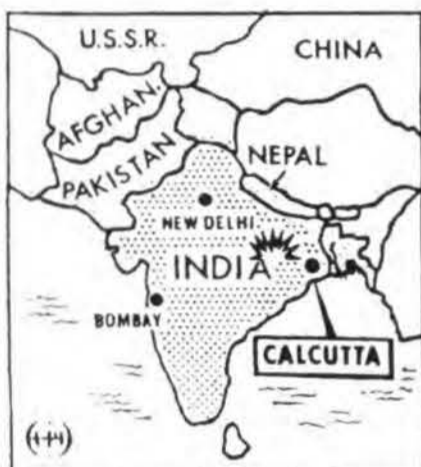 U.S.S.R.
CHINA
AFGHAN.
PAKISTAN
NEPAL
NEW DELHI
INDIA
BOMBAY
CALCUTTA